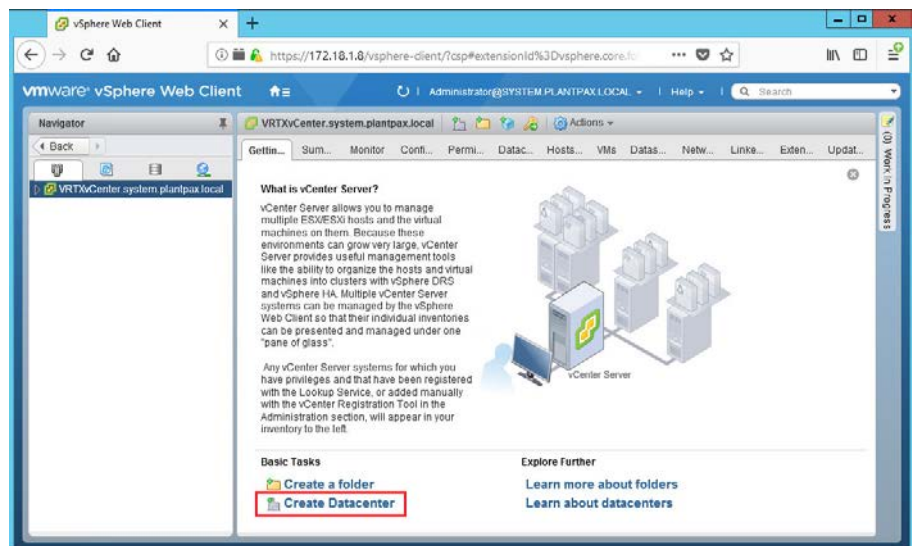 vSphere Web Client
https://172.18.1.8/vsphere-client/?csp#extensionId%3Dvsphere.core.
vmware® vSphere Web Client
Administrator@SYSTEM.PLANTPAX.LOCAL
Help
Search
Navigator
VRTXvCenter.system.plantpax.local
Actions
Back
Gettin... Sum... Monitor Confi... Permi... Datac... Hosts... VMs Datas... Netw... Linke... Exten... Updat...
VRTXvCenter.system.plantpax.local
What is vCenter Server?
vCenter Server allows you to manage
multiple ESX/ESXi hosts and the virtual
machines on them. Because these
environments can grow very large, vCenter
Server provides useful management tools
like the ability to organize the hosts and virtual
machines into clusters with vSphere DRS
and vSphere HA. Multiple vCenter Server
systems can be managed by the vSphere
Web Client so that their individual inventories
can be presented and managed under one
"pane of glass".
Any vCenter Server systems for which you
have privileges and that have been registered
with the Lookup Service, or added manually
with the vCenter Registration Tool in the
Administration section, will appear in your
inventory to the left.
vCenter Server
Basic Tasks
Create a folder
Create Datacenter
Explore Further
Learn more about folders
Learn about datacenters
(0) Work In Progress